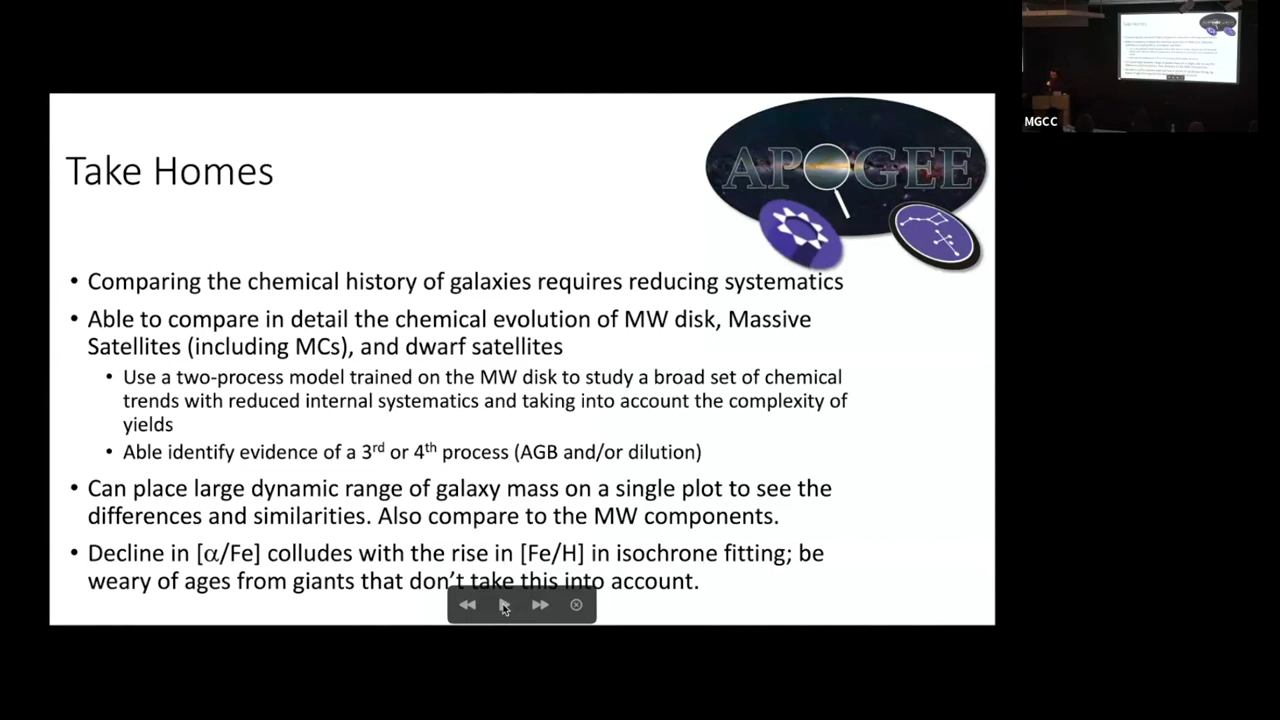 Take Homes
APOGEE
MGCC
• Comparing the chemical history of galaxies requires reducing systematics
• Able to compare in detail the chemical evolution of MW disk, Massive
Satellites (including MCs), and dwarf satellites
• Use a two-process model trained on the MW disk to study a broad set of chemical
trends with reduced internal systematics and taking into account the complexity of
yields
• Able identify evidence of a 3rd or 4th process (AGB and/or dilution)
• Can place large dynamic range of galaxy mass on a single plot to see the
differences and similarities. Also compare to the MW components.
• Decline in [α/Fe] colludes with the rise in [Fe/H] in isochrone fitting; be
weary of ages from giants that don’t take this into account.